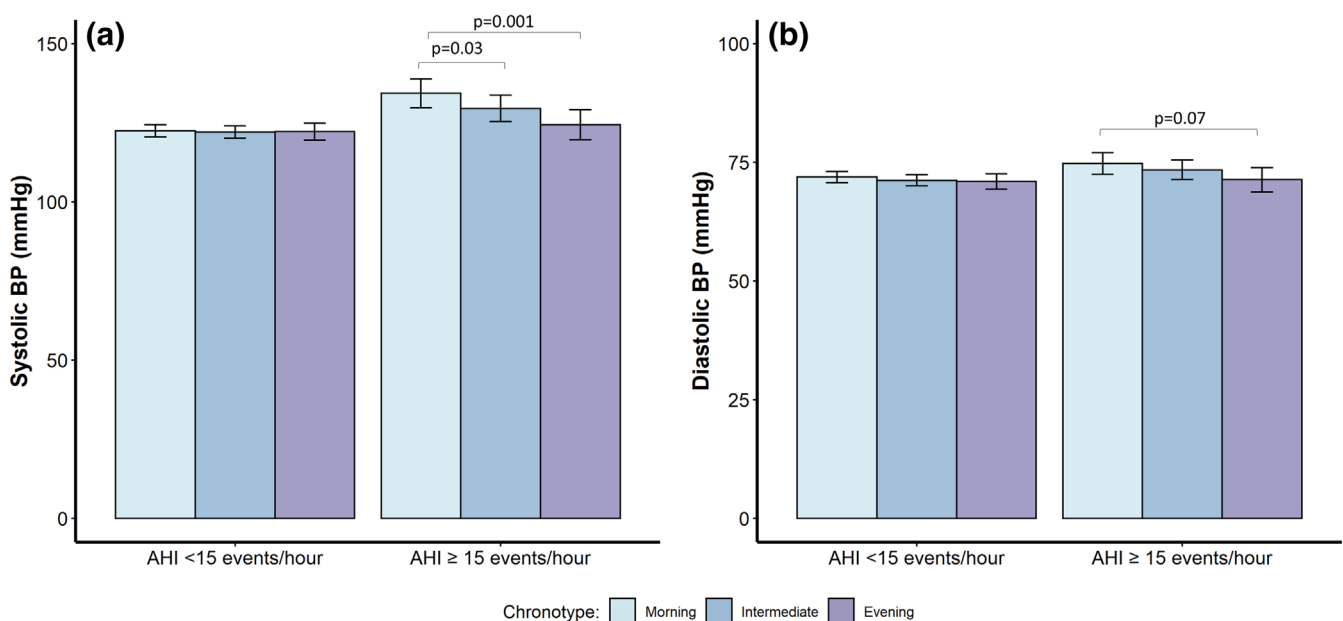 (a)
p=0.001
p=0.03
150
100
50
0
Systolic BP (mmHg)
AHI <15 events/hour
AHI ≥ 15 events/hour
(b)
p=0.07
100
75
50
25
0
Diastolic BP (mmHg)
AHI <15 events/hour
AHI ≥ 15 events/hour
Chronotype: Morning Intermediate Evening